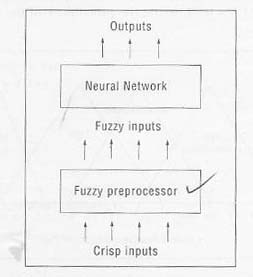 Outputs
Neural Network
Fuzzy inputs
Fuzzy preprocessor
Crisp inputs